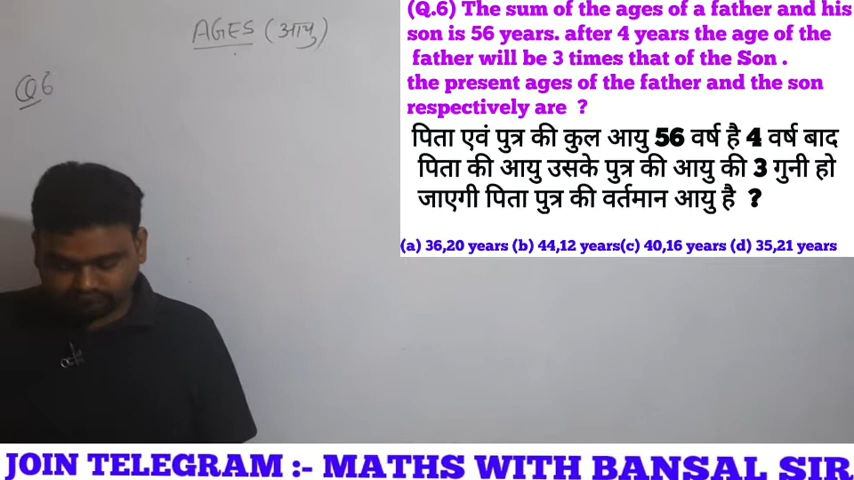 AGES (आयु)
Q6
(Q.6) The sum of the ages of a father and his
son is 56 years. after 4 years the age of the
father will be 3 times that of the Son .
the present ages of the father and the son
respectively are ?
पिता एवं पुत्र की कुल आयु 56 वर्ष है 4 वर्ष बाद
पिता की आयु उसके पुत्र की आयु की 3 गुनी हो
जाएगी पिता पुत्र की वर्तमान आयु है ?
(a) 36,20 years (b) 44,12 years(c) 40,16 years (d) 35,21 years
JOIN TELEGRAM :- MATHS WITH BANSAL SIR